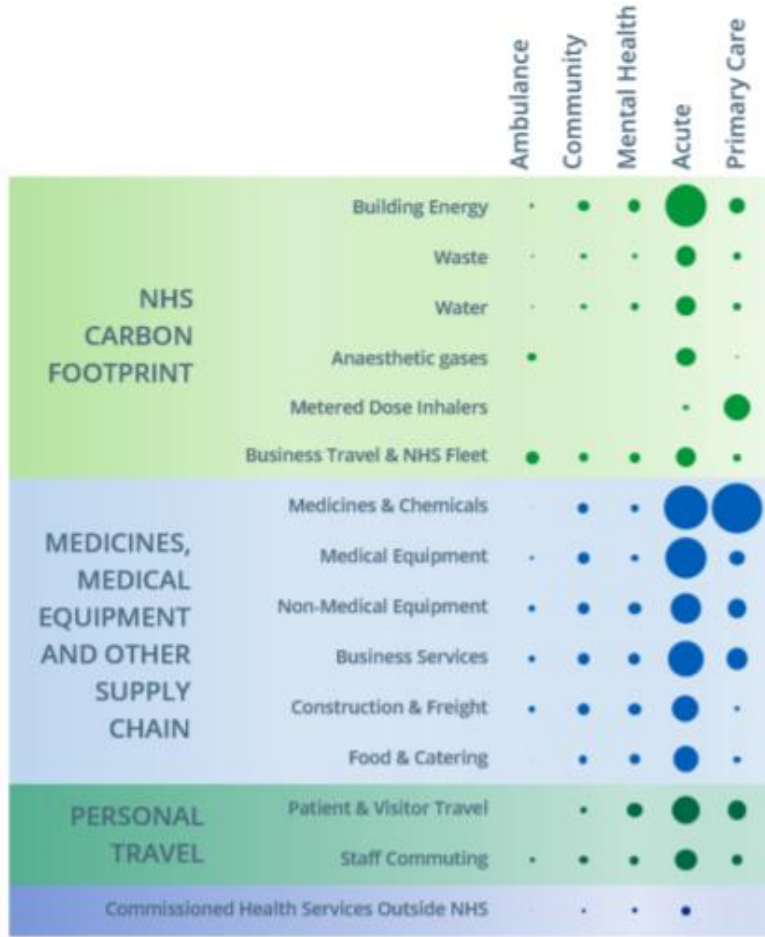 Ambulance
Community
Mental Health
Acute
Primary Care
NHS
CARBON
FOOTPRINT
Building Energy
Waste
Water
Anaesthetic gases
Metered Dose Inhalers
Business Travel & NHS Fleet
MEDICINES,
MEDICAL
EQUIPMENT
AND OTHER
SUPPLY
CHAIN
Medicines & Chemicals
Medical Equipment
Non-Medical Equipment
Business Services
Construction & Freight
Food & Catering
PERSONAL
TRAVEL
Patient & Visitor Travel
Staff Commuting
Commissioned Health Services Outside NHS